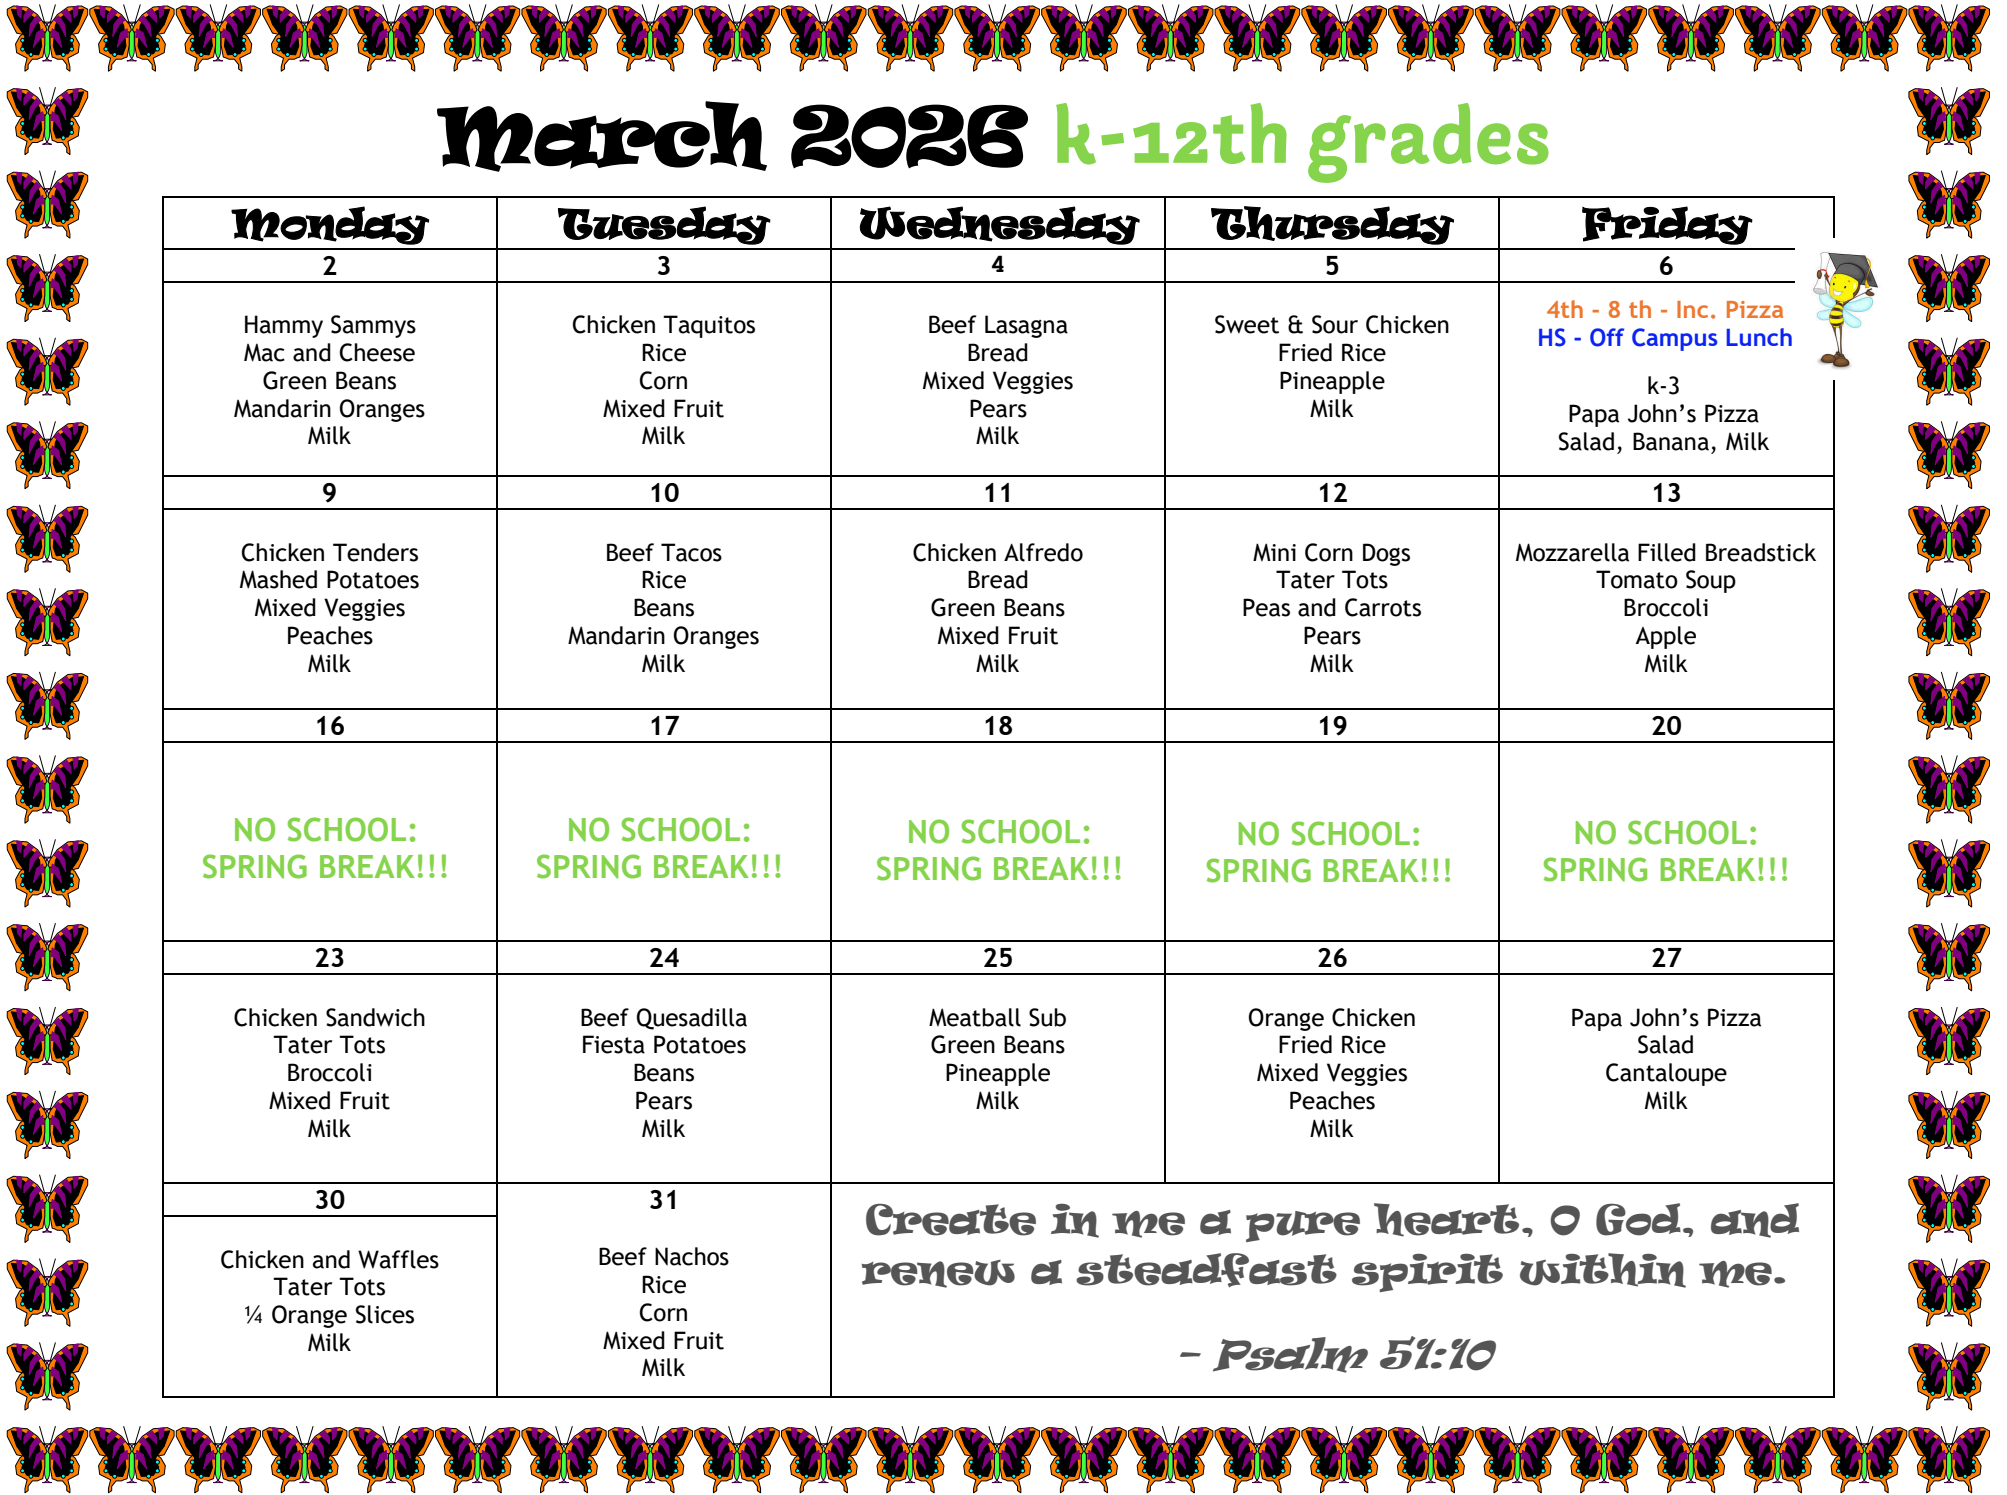 March 2026 k-12th grades
Monday
Tuesday
Wednesday
Thursday
Friday
2
3
4
5
6
Hammy Sammys
Mac and Cheese
Green Beans
Mandarin Oranges
Milk
Chicken Taquitos
Rice
Corn
Mixed Fruit
Milk
Beef Lasagna
Bread
Mixed Veggies
Pears
Milk
Sweet & Sour Chicken
Fried Rice
Pineapple
Milk
4th - 8 th - Inc. Pizza
HS - Off Campus Lunch
k-3
Papa John’s Pizza
Salad, Banana, Milk
9
10
11
12
13
Chicken Tenders
Mashed Potatoes
Mixed Veggies
Peaches
Milk
Beef Tacos
Rice
Beans
Mandarin Oranges
Milk
Chicken Alfredo
Bread
Green Beans
Mixed Fruit
Milk
Mini Corn Dogs
Tater Tots
Peas and Carrots
Pears
Milk
Mozzarella Filled Breadstick
Tomato Soup
Broccoli
Apple
Milk
16
17
18
19
20
NO SCHOOL:
SPRING BREAK!!!
NO SCHOOL:
SPRING BREAK!!!
NO SCHOOL:
SPRING BREAK!!!
NO SCHOOL:
SPRING BREAK!!!
NO SCHOOL:
SPRING BREAK!!!
23
24
25
26
27
Chicken Sandwich
Tater Tots
Broccoli
Mixed Fruit
Milk
Beef Quesadilla
Fiesta Potatoes
Beans
Pears
Milk
Meatball Sub
Green Beans
Pineapple
Milk
Orange Chicken
Fried Rice
Mixed Veggies
Peaches
Milk
Papa John’s Pizza
Salad
Cantaloupe
Milk
30
31
Chicken and Waffles
Tater Tots
¼ Orange Slices
Milk
Beef Nachos
Rice
Corn
Mixed Fruit
Milk
Create in me a pure heart, O God, and
renew a steadfast spirit within me.
- Psalm 51:10